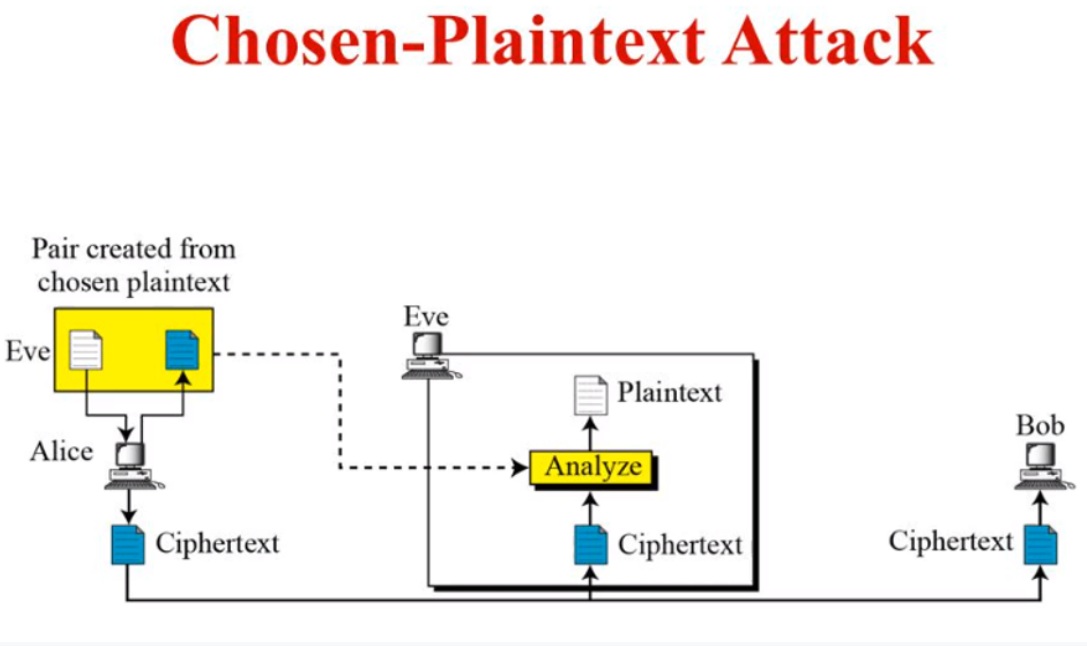 Chosen-Plaintext Attack
Pair created from
chosen plaintext
Eve
Eve
Plaintext
Alice
Analyze
Bob
Ciphertext
Ciphertext
Ciphertext